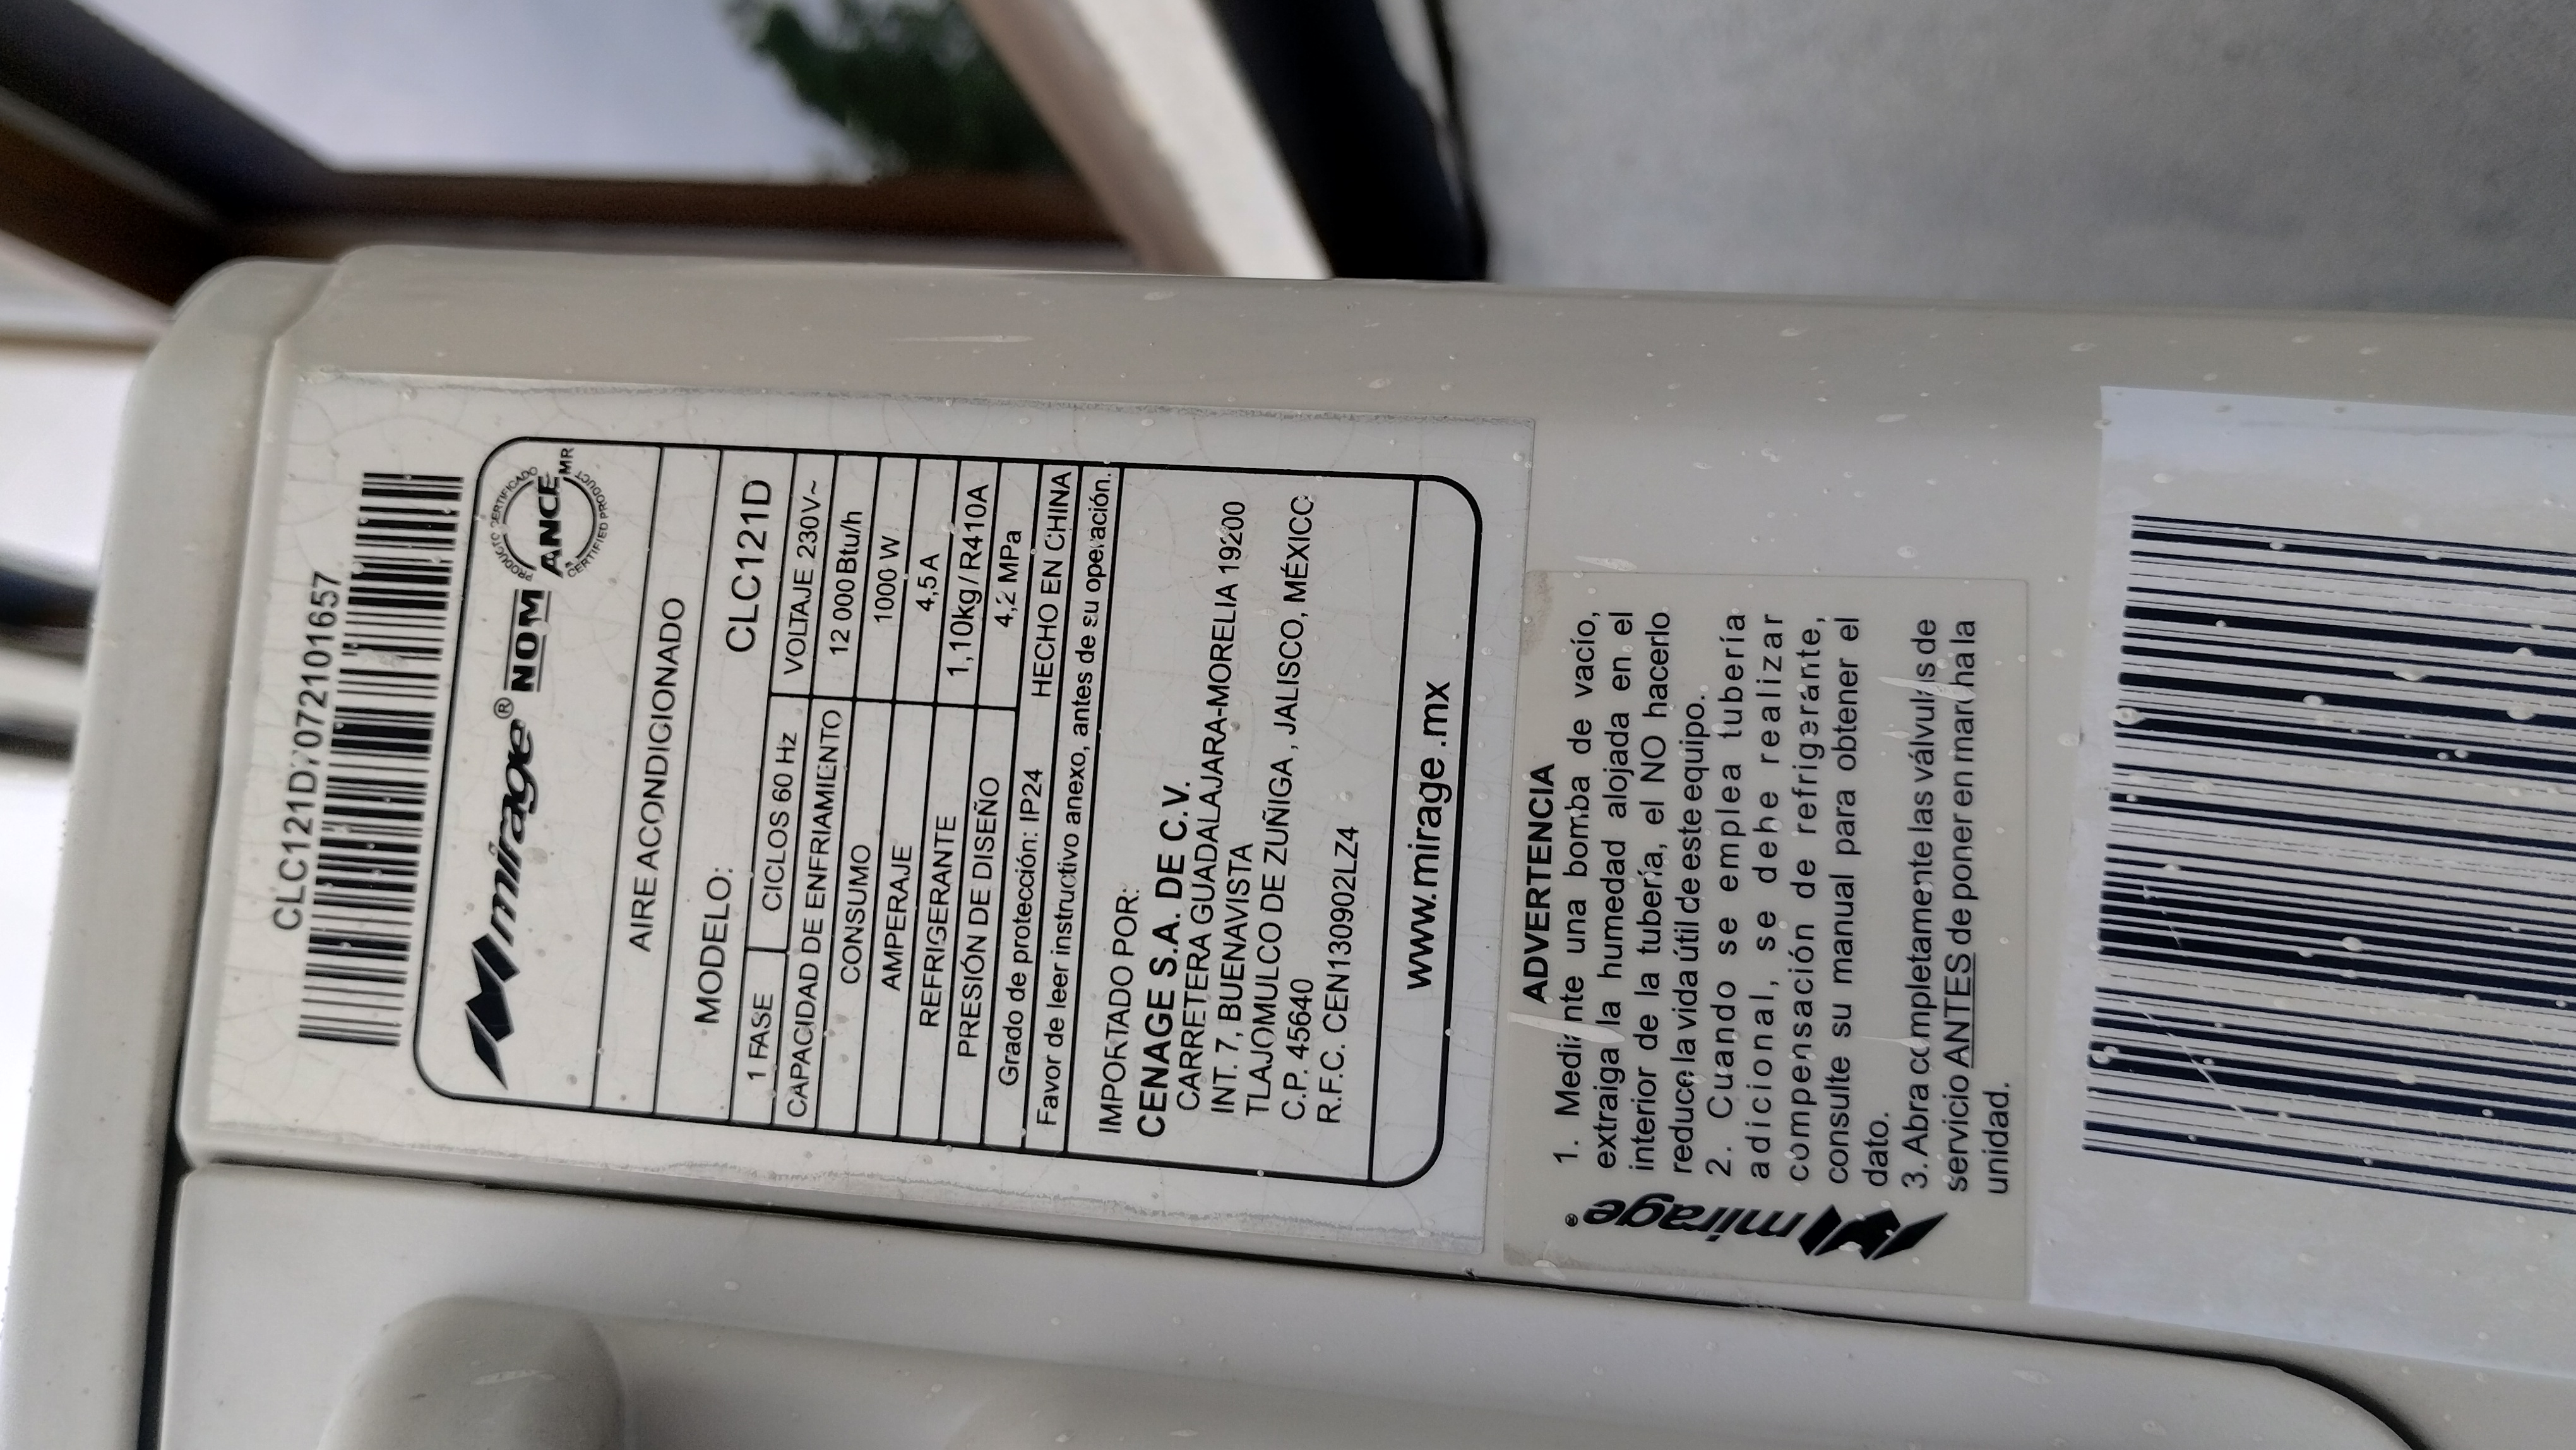 CLC121D7072101657
mirage® NOM ANCE MR
PRODUCTO CERTIFICADO
CERTIFIED PRODUCT
AIRE ACONDICIONADO
MODELO: CLC121D
1 FASE CICLOS 60 Hz VOLTAJE 230V~
CAPACIDAD DE ENFRIAMIENTO 12 000 Btu/h
CONSUMO 1000 W
AMPERAJE 4,5 A
REFRIGERANTE 1,10kg / R410A
PRESIÓN DE DISEÑO 4,2 MPa
Grado de protección: IP24 HECHO EN CHINA
Favor de leer instructivo anexo, antes de su operación.
IMPORTADO POR:
CENAGE S.A. DE C.V.
CARRETERA GUADALAJARA-MORELIA 19200
INT. 7, BUENAVISTA
TLAJOMULCO DE ZUÑIGA , JALISCO, MÉXICO
C.P. 45640
R.F.C. CEN130902LZ4
www.mirage.mx
mirage®
ADVERTENCIA
1. Mediante una bomba de vacío,
extraiga la humedad alojada en el
interior de la tubería, el NO hacerlo
reduce la vida útil de este equipo.
2. Cuando se emplea tubería
adicional, se debe realizar
compensación de refrigerante,
consulte su manual para obtener el
dato.
3. Abra completamente las válvulas de
servicio ANTES de poner en marcha la
unidad.